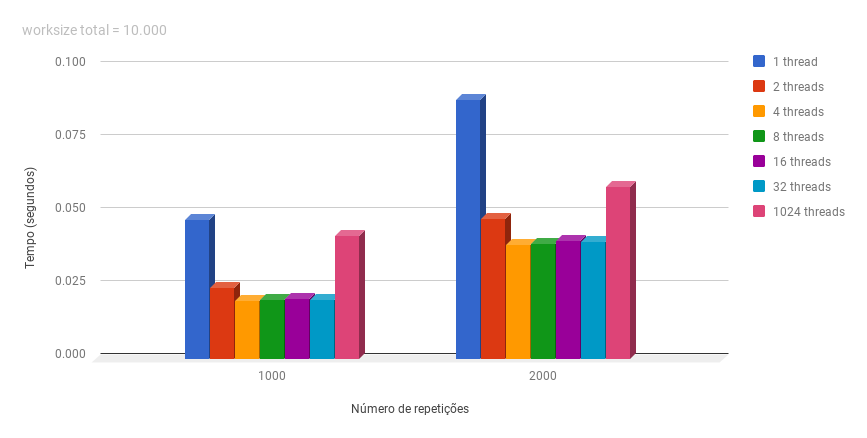 worksize total = 10.000
0.100
0.075
0.050
0.025
0.000
Tempo (segundos)
1000
2000
Número de repetições
1 thread
2 threads
4 threads
8 threads
16 threads
32 threads
1024 threads